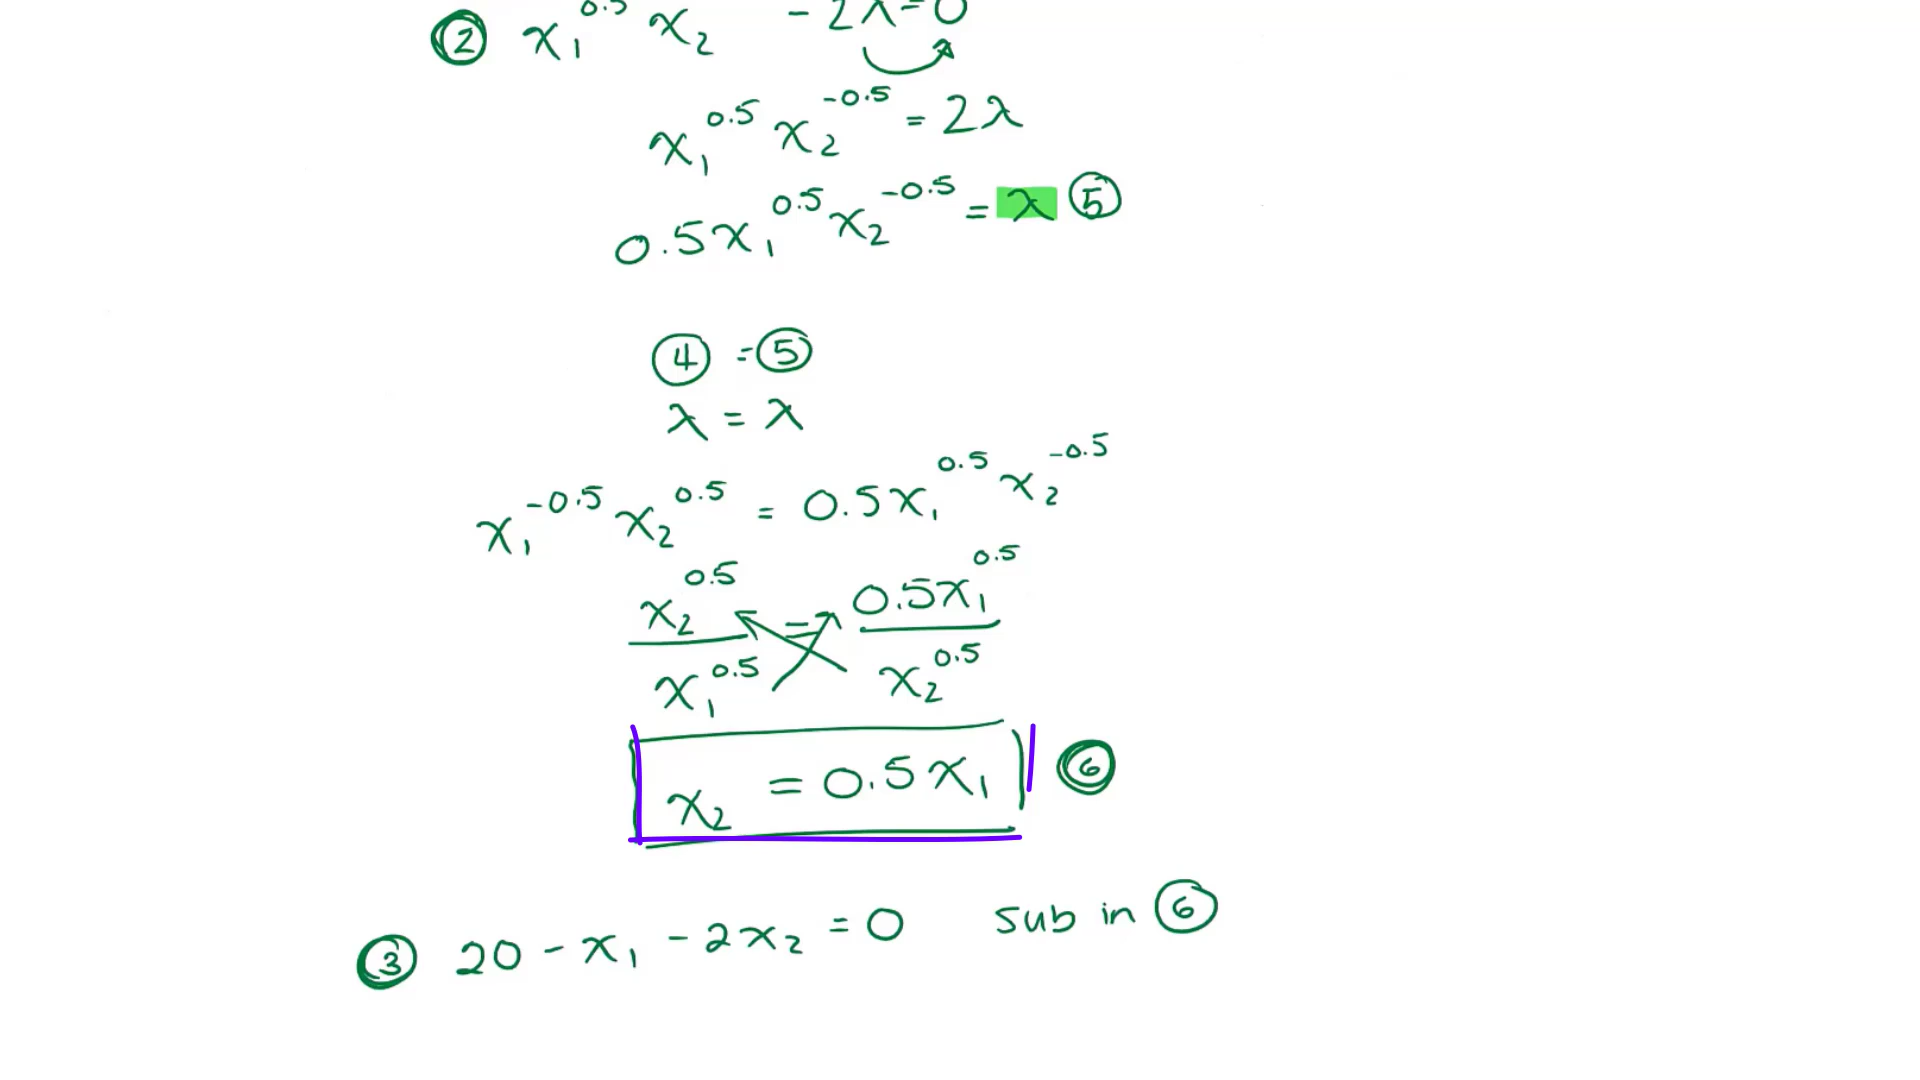 ② x₁^0.5 x₂ - 2λ = 0
x₁^0.5 x₂^-0.5 = 2λ
0.5x₁^0.5 x₂^-0.5 = λ ⑤
④ = ⑤
λ = λ
x₁^-0.5 x₂^0.5 = 0.5x₁^0.5 x₂^-0.5
x₂^0.5 / x₁^0.5 = 0.5x₁^0.5 / x₂^0.5
x₂ = 0.5x₁ ⑥
③ 20 - x₁ - 2x₂ = 0 sub in ⑥